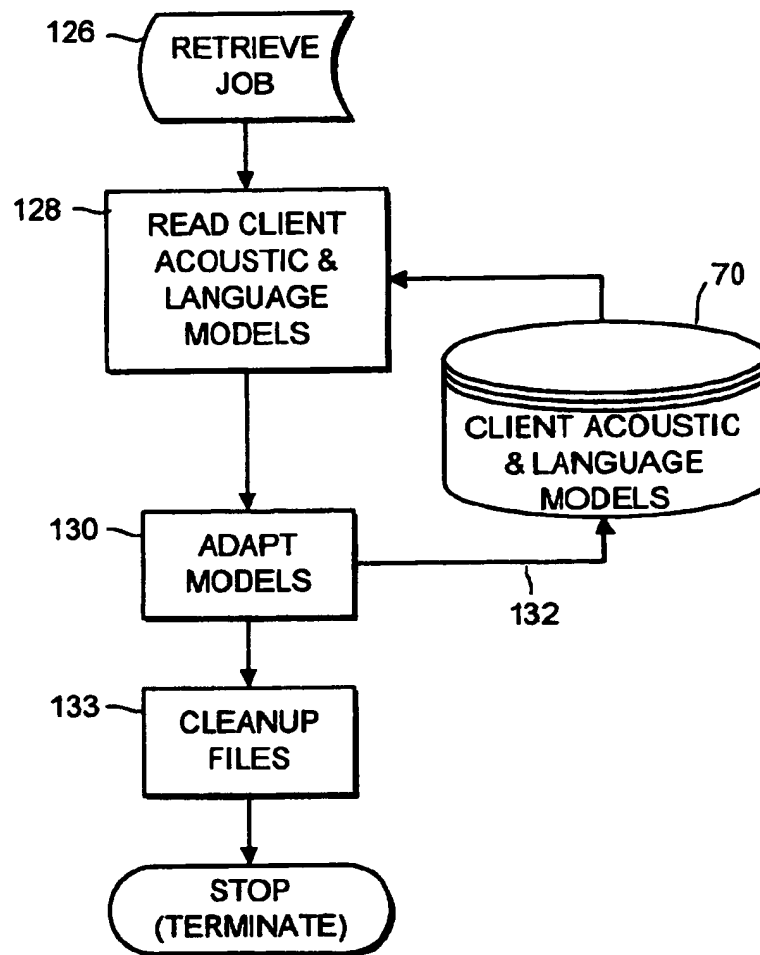 126
RETRIEVE
JOB
128
READ CLIENT
ACOUSTIC &
LANGUAGE
MODELS
70
CLIENT ACOUSTIC
& LANGUAGE
MODELS
130
ADAPT
MODELS
132
133
CLEANUP
FILES
STOP
(TERMINATE)